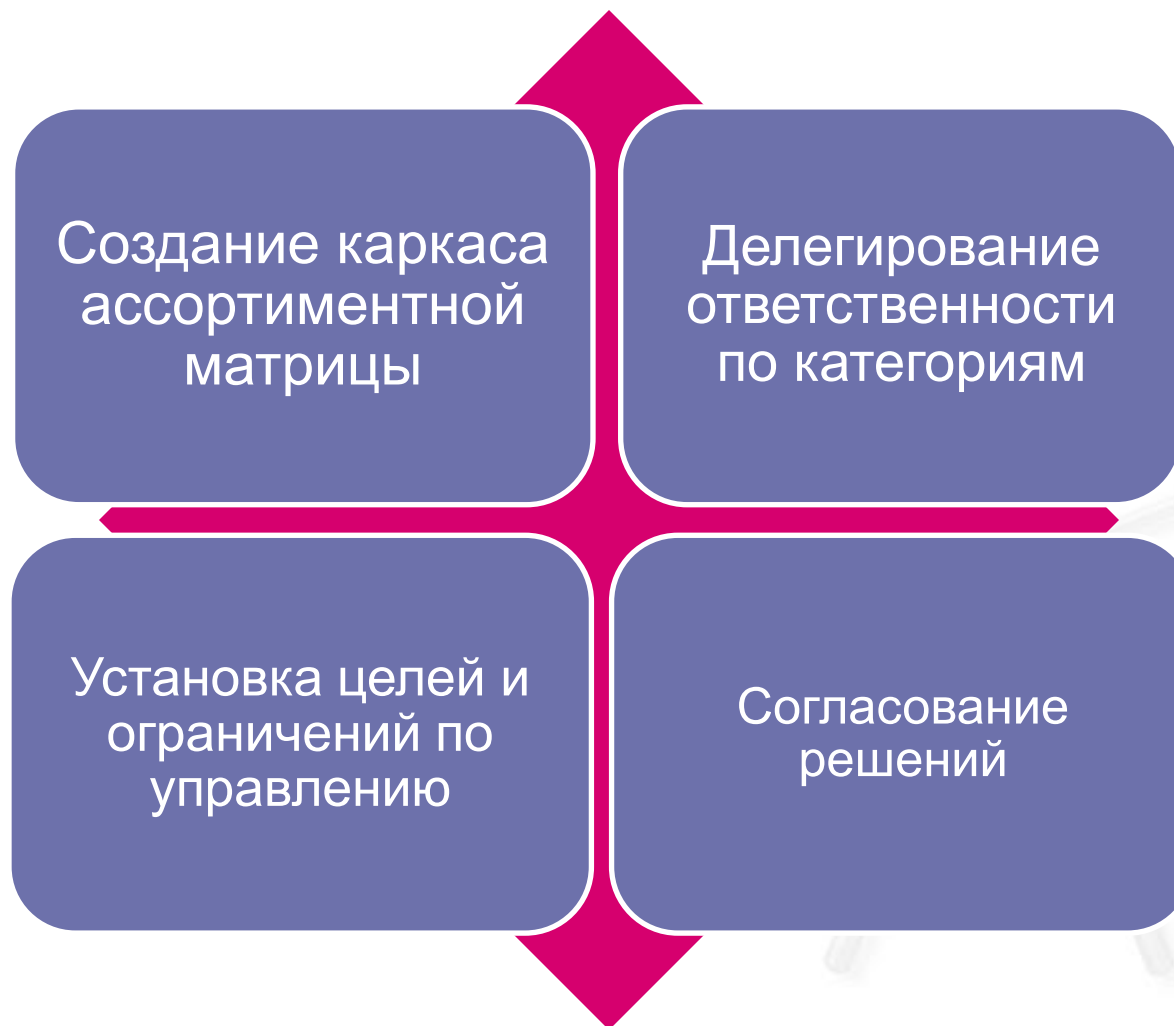 Создание каркаса
ассортиментной
матрицы
Делегирование
ответственности
по категориям
Установка целей и
ограничений по
управлению
Согласование
решений